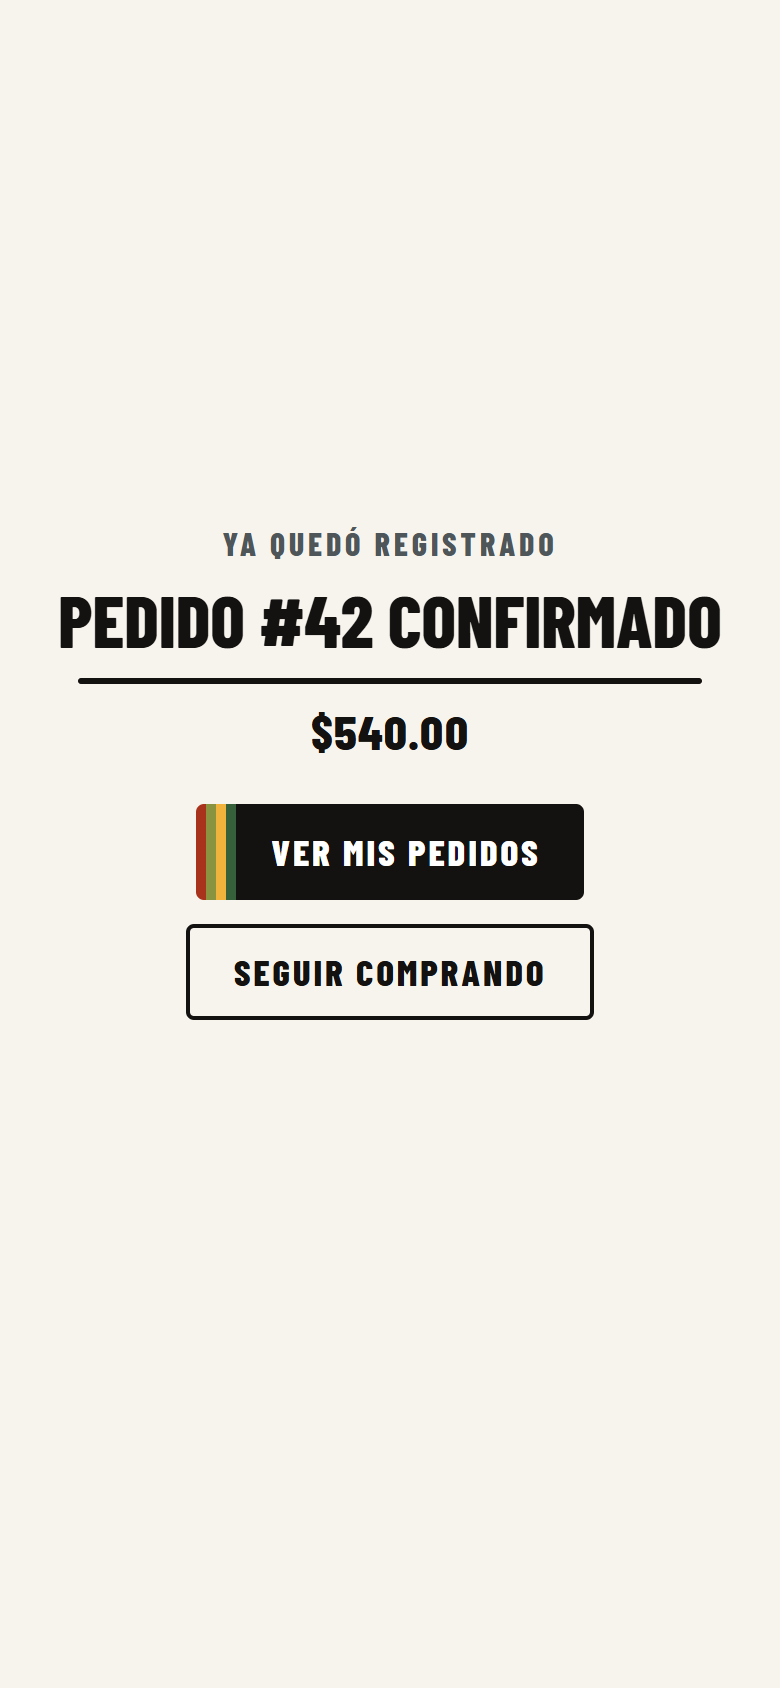 YA QUEDÓ REGISTRADO
PEDIDO #42 CONFIRMADO
$540.00
VER MIS PEDIDOS
SEGUIR COMPRANDO